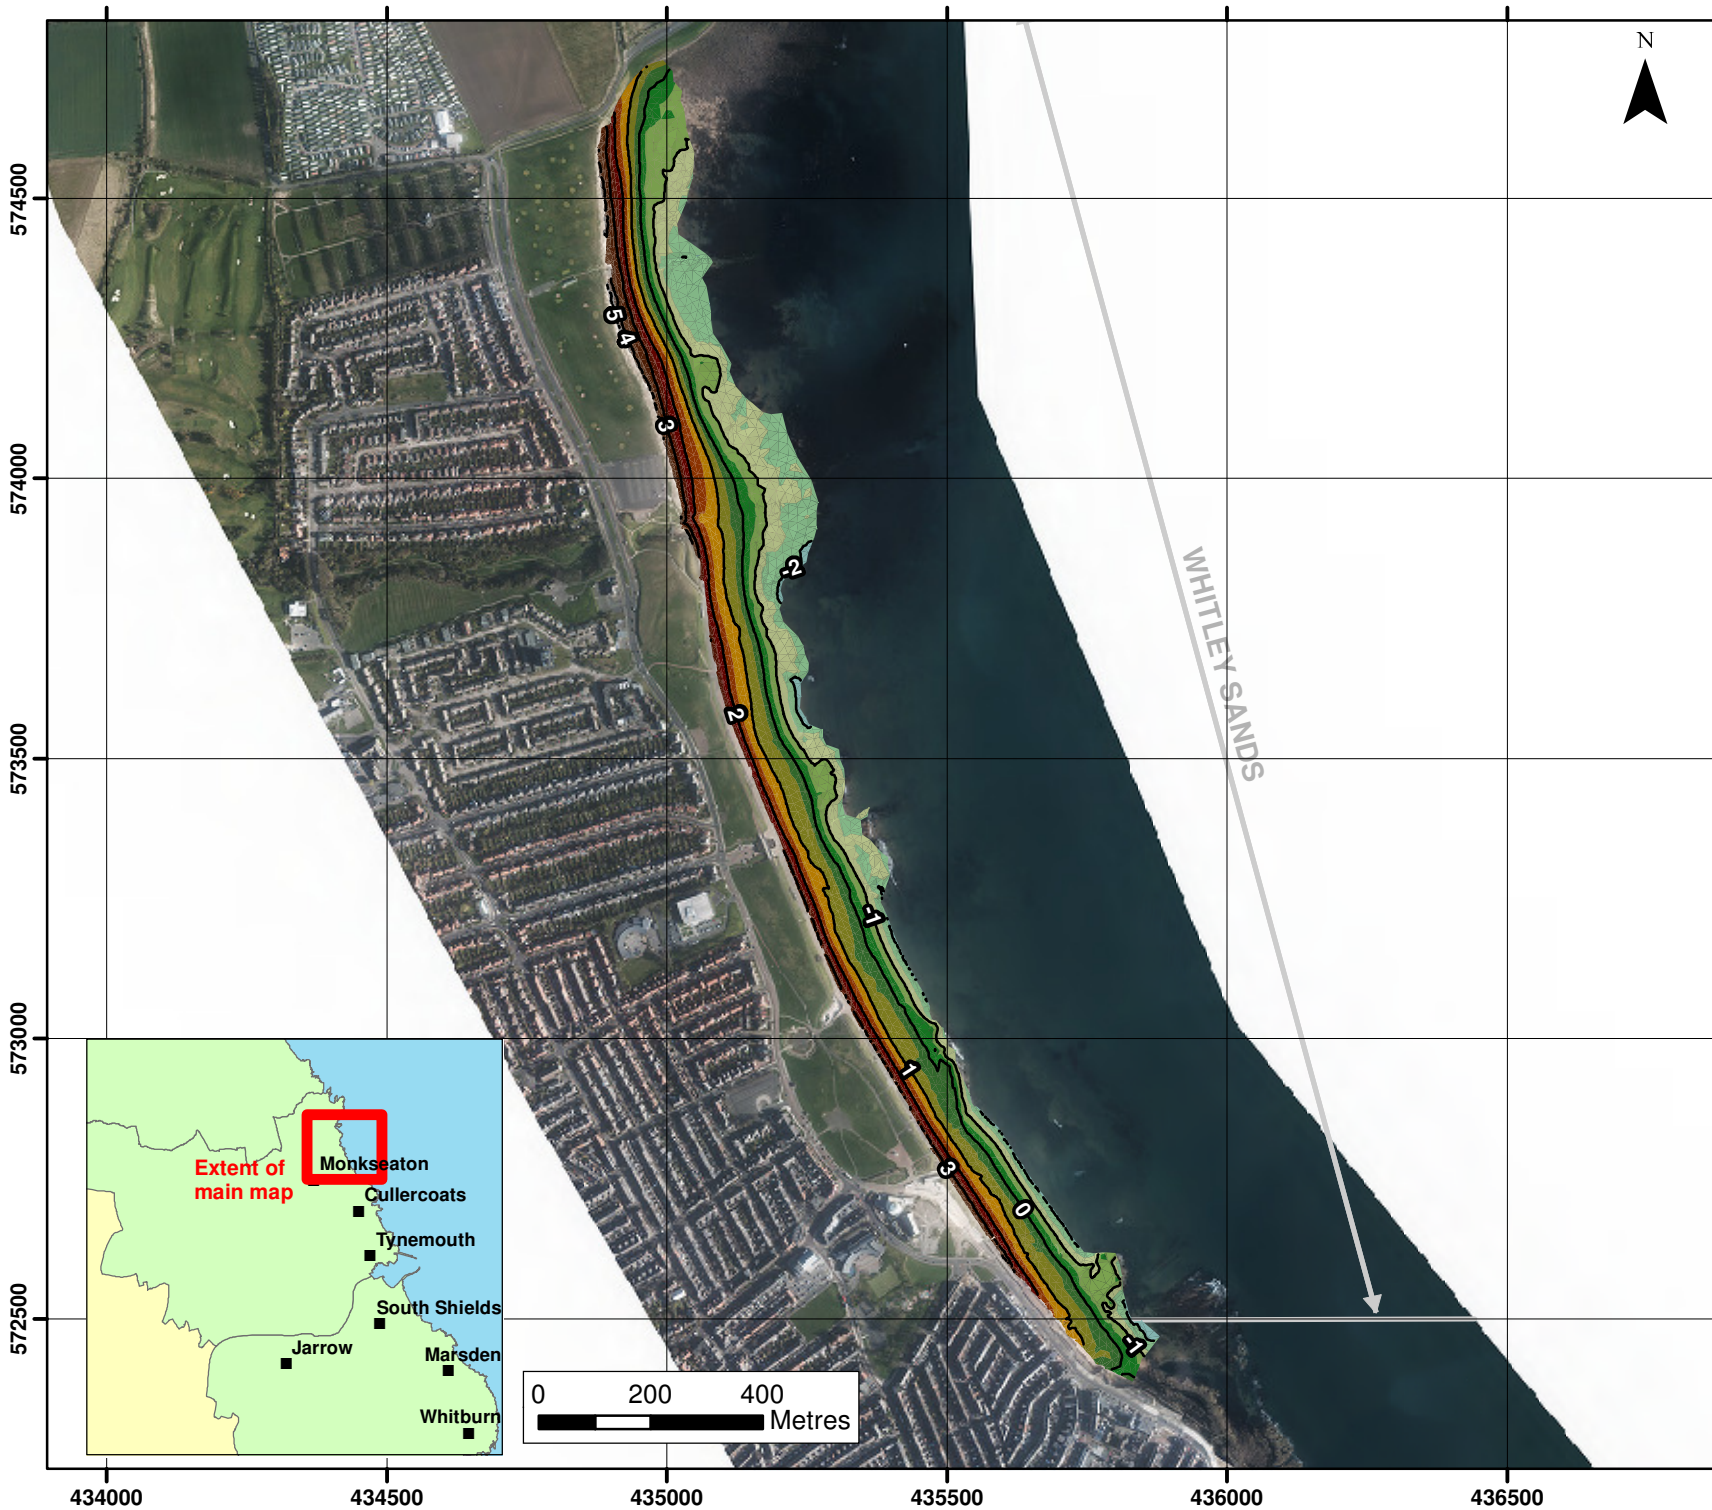 N
574500
574000
573500
573000
572500
5
4
3
-2
2
-1
1
3
0
-1
WHITLEY SANDS
Extent of
main map
Monkseaton
Cullercoats
Tynemouth
South Shields
Jarrow
Marsden
Whitburn
0 200 400
Metres
434000 434500 435000 435500 436000 436500